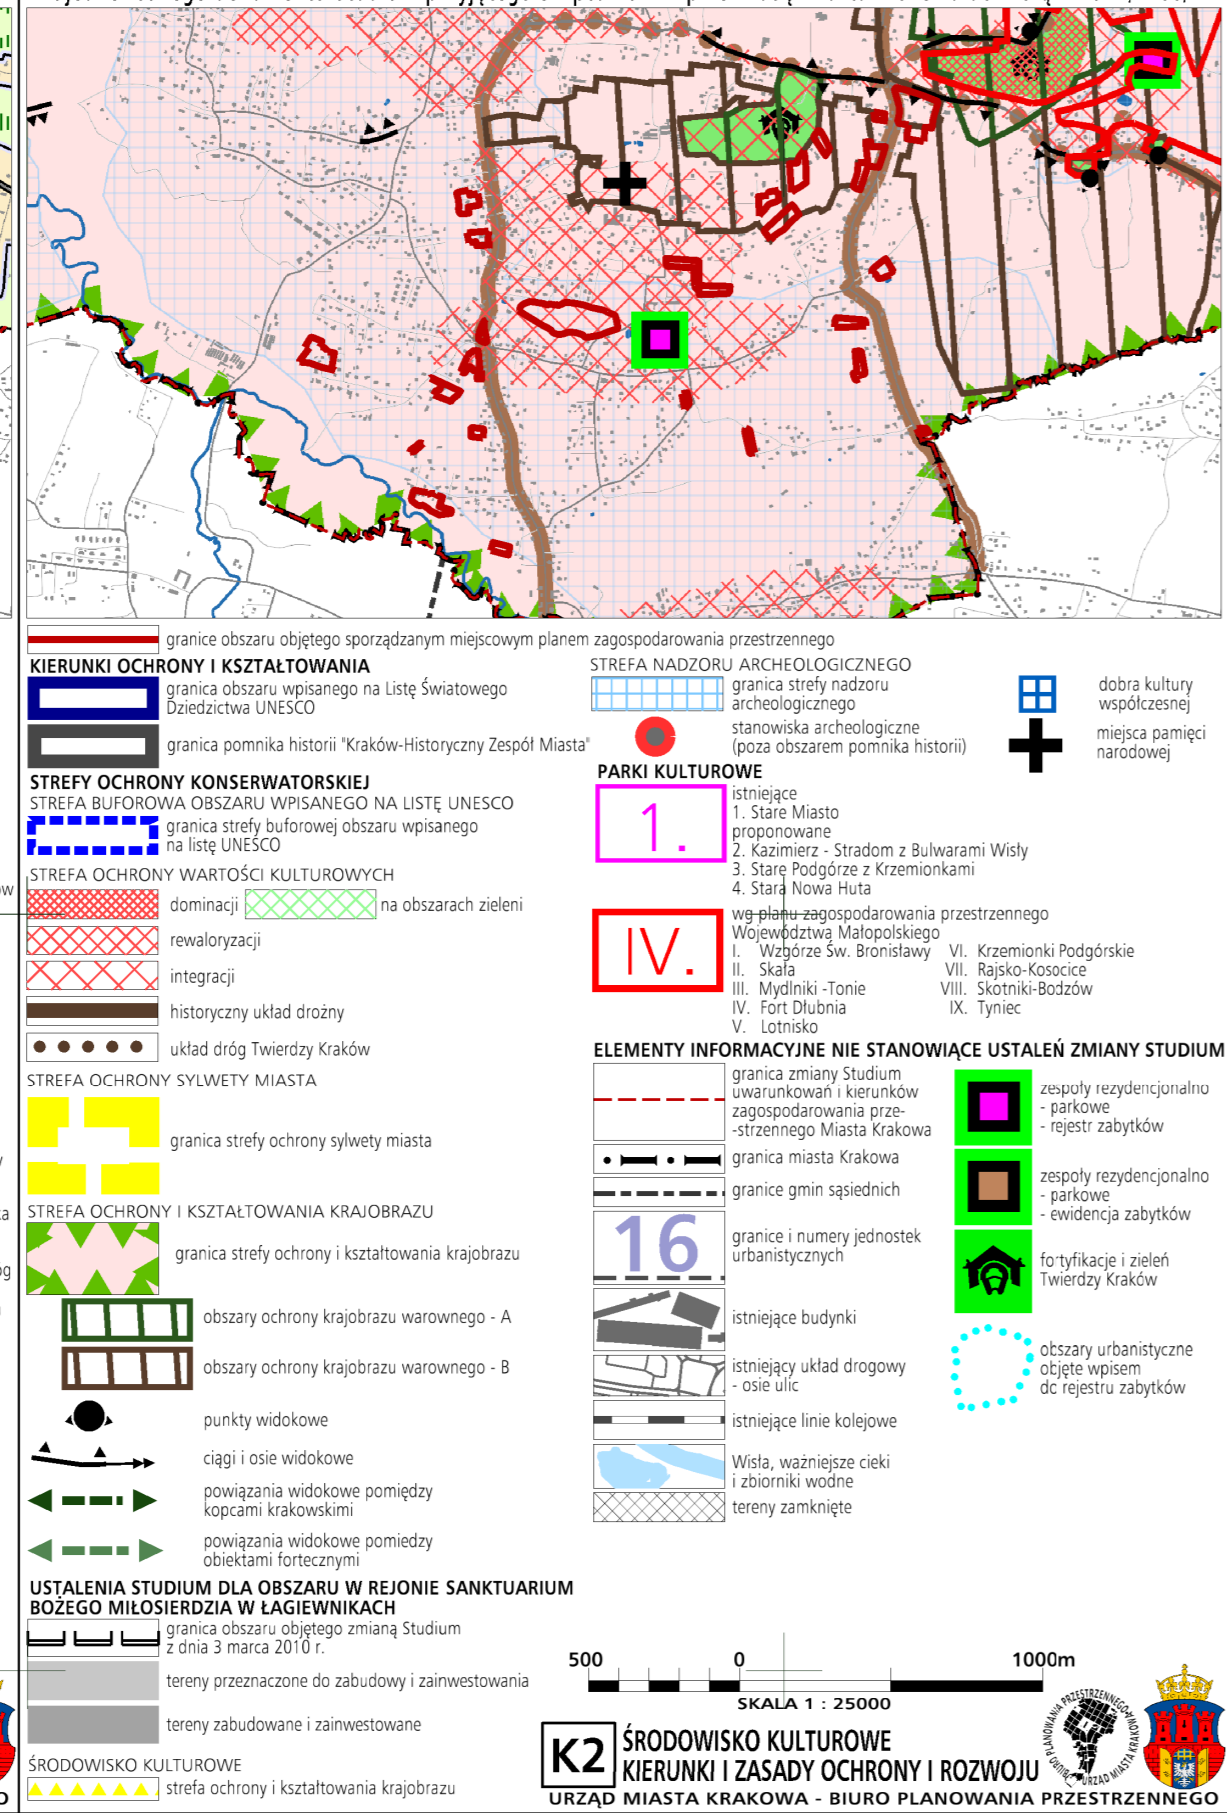 granice obszaru objętego sporządzanym miejscowym planem zagospodarowania przestrzennego
KIERUNKI OCHRONY I KSZTAŁTOWANIA
granica obszaru wpisanego na Listę Światowego
Dziedzictwa UNESCO
granica pomnika historii "Kraków-Historyczny Zespół Miasta"
STREFY OCHRONY KONSERWATORSKIEJ
STREFA BUFOROWA OBSZARU WPISANEGO NA LISTĘ UNESCO
granica strefy buforowej obszaru wpisanego
na listę UNESCO
STREFA OCHRONY WARTOŚCI KULTUROWYCH
dominacji
na obszarach zieleni
rewaloryzacji
integracji
historyczny układ drożny
układ dróg Twierdzy Kraków
STREFA OCHRONY SYLWETY MIASTA
granica strefy ochrony sylwety miasta
STREFA OCHRONY I KSZTAŁTOWANIA KRAJOBRAZU
granica strefy ochrony i kształtowania krajobrazu
obszary ochrony krajobrazu warownego - A
obszary ochrony krajobrazu warownego - B
punkty widokowe
ciągi i osie widokowe
powiązania widokowe pomiędzy
kopcami krakowskimi
powiązania widokowe pomiedzy
obiektami fortecznymi
USTALENIA STUDIUM DLA OBSZARU W REJONIE SANKTUARIUM
BOŻEGO MIŁOSIERDZIA W ŁAGIEWNIKACH
granica obszaru objętego zmianą Studium
z dnia 3 marca 2010 r.
tereny przeznaczone do zabudowy i zainwestowania
tereny zabudowane i zainwestowane
ŚRODOWISKO KULTUROWE
strefa ochrony i kształtowania krajobrazu
STREFA NADZORU ARCHEOLOGICZNEGO
granica strefy nadzoru
archeologicznego
stanowiska archeologiczne
(poza obszarem pomnika historii)
dobra kultury
współczesnej
miejsca pamięci
narodowej
PARKI KULTUROWE
1.
istniejące
1. Stare Miasto
proponowane
2. Kazimierz - Stradom z Bulwarami Wisły
3. Stare Podgórze z Krzemionkami
4. Stara Nowa Huta
IV.
wg planu zagospodarowania przestrzennego
Województwa Małopolskiego
I. Wzgórze Św. Bronisławy VI. Krzemionki Podgórskie
II. Skała VII. Rajsko-Kosocice
III. Mydlniki -Tonie VIII. Skotniki-Bodzów
IV. Fort Dłubnia IX. Tyniec
V. Lotnisko
ELEMENTY INFORMACYJNE NIE STANOWIĄCE USTALEŃ ZMIANY STUDIUM
granica zmiany Studium
uwarunkowań i kierunków
zagospodarowania prze-
-strzennego Miasta Krakowa
granica miasta Krakowa
granice gmin sąsiednich
16
granice i numery jednostek
urbanistycznych
istniejące budynki
istniejący układ drogowy
- osie ulic
istniejące linie kolejowe
Wisła, ważniejsze cieki
i zbiorniki wodne
tereny zamknięte
zespoły rezydencjonalno
- parkowe
- rejestr zabytków
zespoły rezydencjonalno
- parkowe
- ewidencja zabytków
fortyfikacje i zieleń
Twierdzy Kraków
obszary urbanistyczne
objęte wpisem
do rejestru zabytków
500 0 1000m
SKALA 1 : 25000
K2
ŚRODOWISKO KULTUROWE
KIERUNKI I ZASADY OCHRONY I ROZWOJU
BIURO PLANOWANIA PRZESTRZENNEGO
URZĄD MIASTA KRAKOWA
URZĄD MIASTA KRAKOWA - BIURO PLANOWANIA PRZESTRZENNEGO